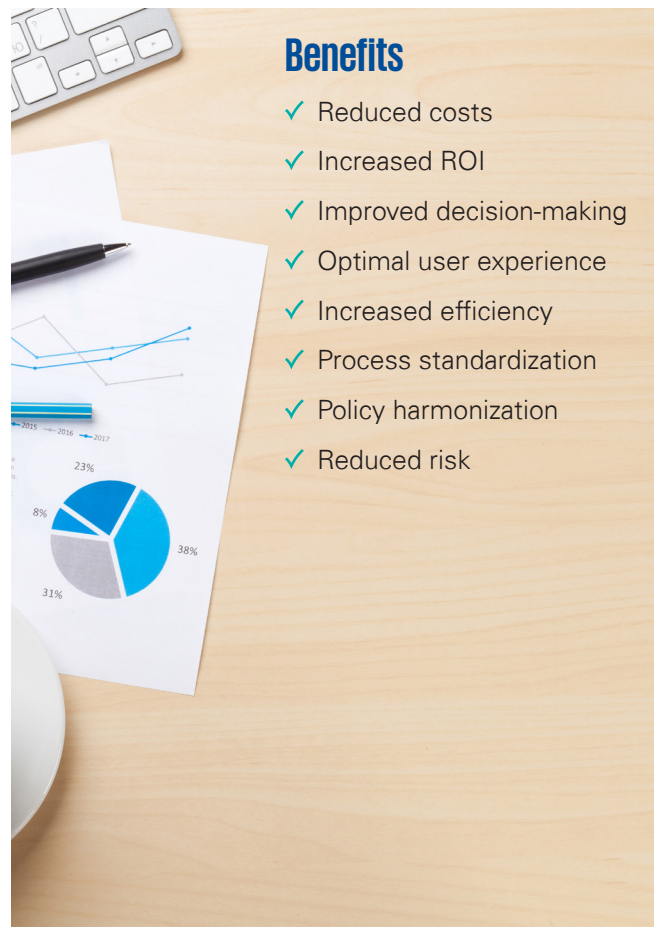 Benefits
✓ Reduced costs
✓ Increased ROI
✓ Improved decision-making
✓ Optimal user experience
✓ Increased efficiency
✓ Process standardization
✓ Policy harmonization
✓ Reduced risk
Ю
?
/
2015 2016 2017
23%
8%
38%
31%